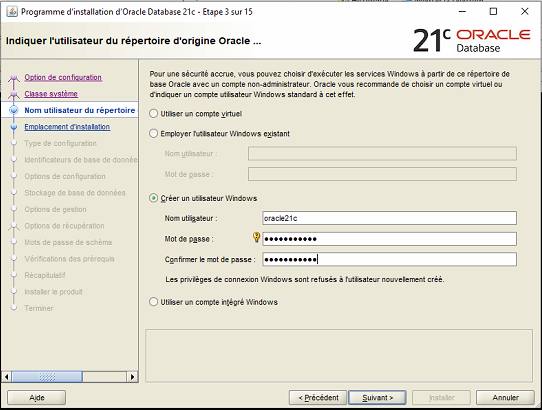 Programme d'installation d'Oracle Database 21c - Etape 3 sur 15
Indiquer l'utilisateur du répertoire d'origine Oracle ...
21c ORACLE
Database
Option de configuration
Classe système
Nom utilisateur du répertoire
Emplacement d'installation
Type de configuration
Identificateurs de base de donnée
Options de configuration
Stockage de base de données
Options de gestion
Options de récupération
Mots de passe de schéma
Vérifications des prérequis
Récapitulatif
Installer le produit
Terminer
Pour une sécurité accrue, vous pouvez choisir d'exécuter les services Windows à partir de ce répertoire de
base Oracle avec un compte non-administrateur. Oracle vous recommande de choisir un compte virtuel ou
d'indiquer un compte utilisateur Windows standard à cet effet.
Utiliser un compte virtuel
Employer l'utilisateur Windows existant
Nom utilisateur :
Mot de passe :
Créer un utilisateur Windows
Nom utilisateur : oracle21c
Mot de passe : ●●●●●●●●●●●
Confirmer le mot de passe : ●●●●●●●●●●●
Les privilèges de connexion Windows sont refusés à l'utilisateur nouvellement créé.
Utiliser un compte intégré Windows
Aide
< Précédent
Suivant >
Installer
Annuler